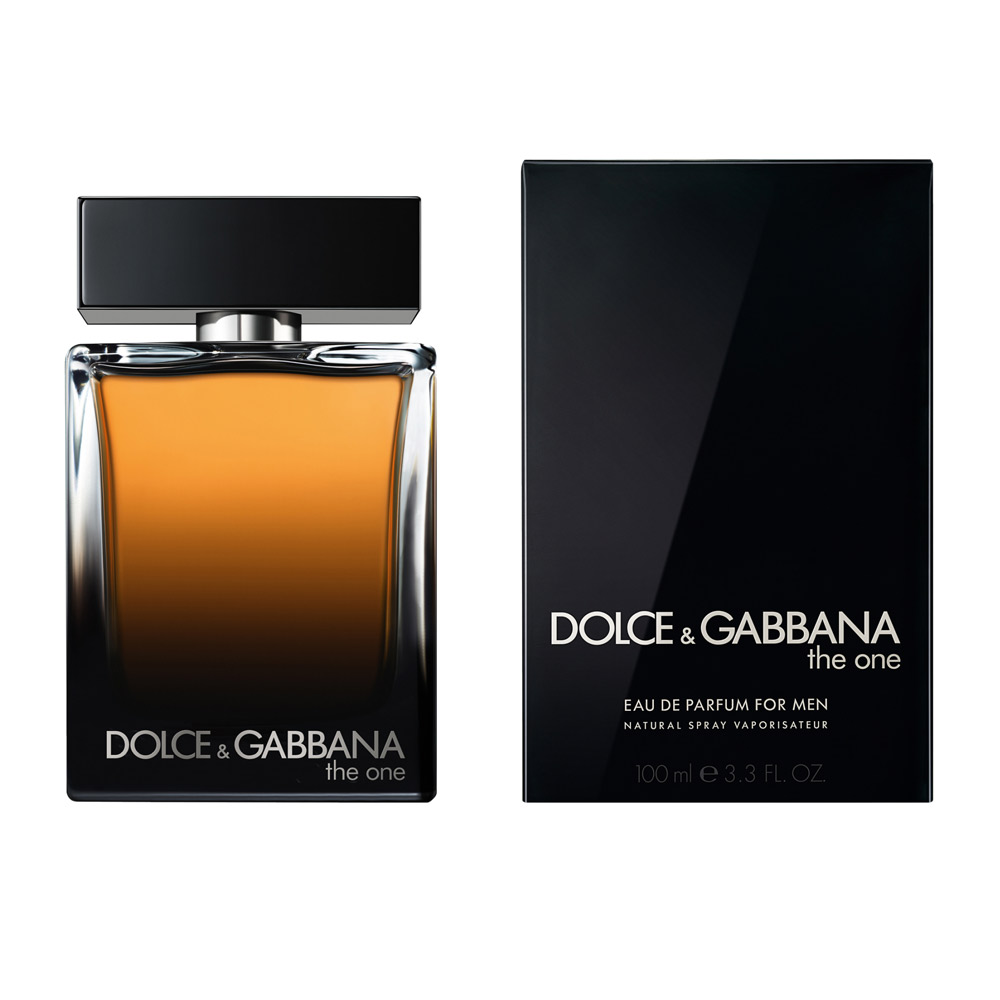 DOLCE & GABBANA
the one
DOLCE & GABBANA
the one
EAU DE PARFUM FOR MEN
NATURAL SPRAY VAPORISATEUR
100 ml ℮ 3.3 FL. OZ.